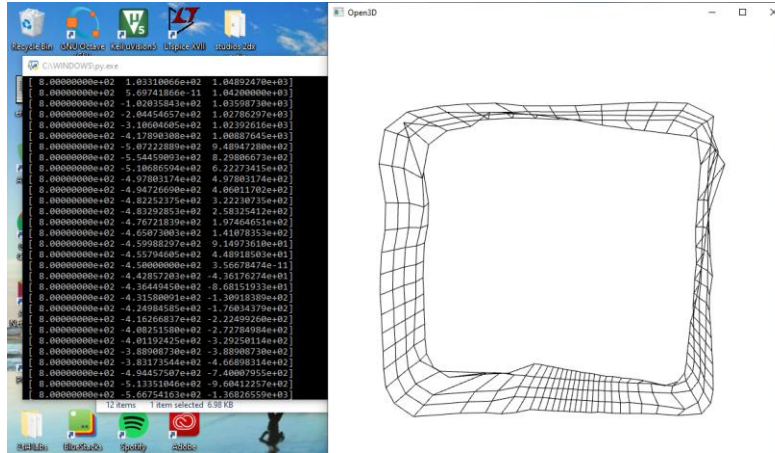 Recycle Bin GNU Octave Keil uVision5 LTspice XVII studios 2dx
C:\WINDOWS\py.exe
[ 8.00000000e+02  1.03310066e+02  1.04892470e+03]
[ 8.00000000e+02  5.69741866e-11  1.04200000e+03]
[ 8.00000000e+02 -1.02035843e+02  1.03598730e+03]
[ 8.00000000e+02 -2.04454657e+02  1.02786297e+03]
[ 8.00000000e+02 -3.10604605e+02  1.02392616e+03]
[ 8.00000000e+02 -4.17890308e+02  1.00887645e+03]
[ 8.00000000e+02 -5.07222889e+02  9.48947280e+02]
[ 8.00000000e+02 -5.54459093e+02  8.29806673e+02]
[ 8.00000000e+02 -5.10686594e+02  6.22273415e+02]
[ 8.00000000e+02 -4.97803174e+02  4.97803174e+02]
[ 8.00000000e+02 -4.94726690e+02  4.06011702e+02]
[ 8.00000000e+02 -4.82252375e+02  3.22230735e+02]
[ 8.00000000e+02 -4.83292853e+02  2.58325412e+02]
[ 8.00000000e+02 -4.76721839e+02  1.97464651e+02]
[ 8.00000000e+02 -4.65073003e+02  1.41078353e+02]
[ 8.00000000e+02 -4.59988297e+02  9.14973610e+01]
[ 8.00000000e+02 -4.55794605e+02  4.48918503e+01]
[ 8.00000000e+02 -4.50000000e+02  3.56678474e-11]
[ 8.00000000e+02 -4.42857203e+02 -4.36176274e+01]
[ 8.00000000e+02 -4.36449450e+02 -8.68151933e+01]
[ 8.00000000e+02 -4.31580091e+02 -1.30918389e+02]
[ 8.00000000e+02 -4.24984585e+02 -1.76034379e+02]
[ 8.00000000e+02 -4.16266837e+02 -2.22499260e+02]
[ 8.00000000e+02 -4.08251580e+02 -2.72784984e+02]
[ 8.00000000e+02 -4.01192425e+02 -3.29250114e+02]
[ 8.00000000e+02 -3.88908730e+02 -3.88908730e+02]
[ 8.00000000e+02 -3.83173544e+02 -4.66898314e+02]
[ 8.00000000e+02 -4.94457507e+02 -7.40007955e+02]
[ 8.00000000e+02 -5.13351046e+02 -9.60412257e+02]
[ 8.00000000e+02 -5.66754163e+02 -1.36826559e+03]
12 items 1 item selected 6.98 KB
BlueStacks Spotify Adobe
Open3D